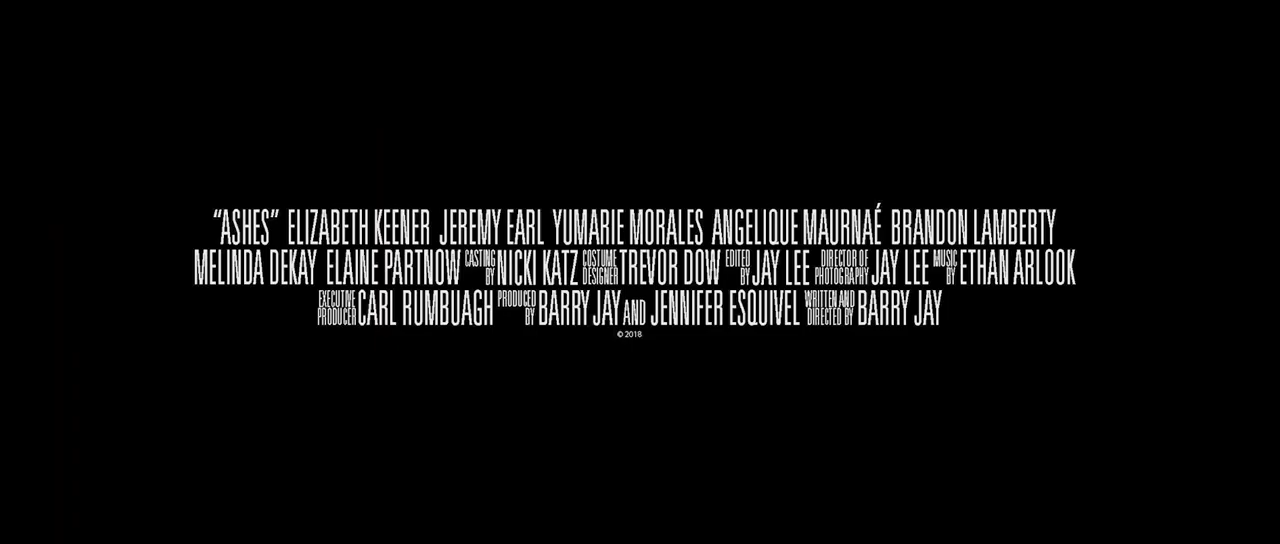 “ASHES” ELIZABETH KEENER JEREMY EARL YUMARIE MORALES ANGELIQUE MAURNAÉ BRANDON LAMBERTY
MELINDA DEKAY ELAINE PARTNOW CASTING BY NICKI KATZ COSTUME DESIGNER TREVOR DOW EDITED BY JAY LEE DIRECTOR OF PHOTOGRAPHY JAY LEE MUSIC BY ETHAN ARLOOK
EXECUTIVE PRODUCER CARL RUMBUAGH PRODUCED BY BARRY JAY AND JENNIFER ESQUIVEL WRITTEN AND DIRECTED BY BARRY JAY
© 2018